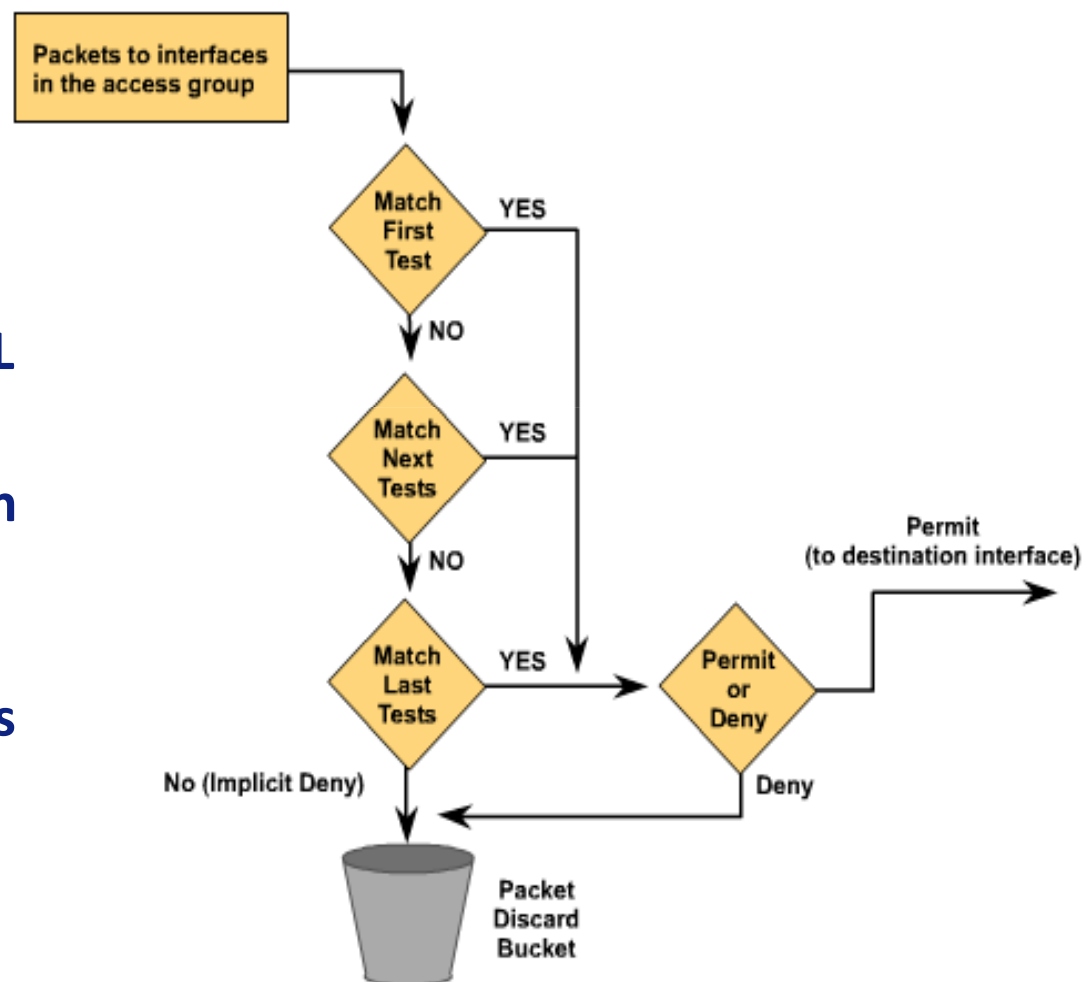 Packets to interfaces
in the access group
Match
First
Test
YES
NO
L
Match
Next
Tests
YES
n
NO
Permit
(to destination interface)
Match
Last
Tests
YES
Permit
or
Deny
s
No (Implicit Deny)
Deny
Packet
Discard
Bucket